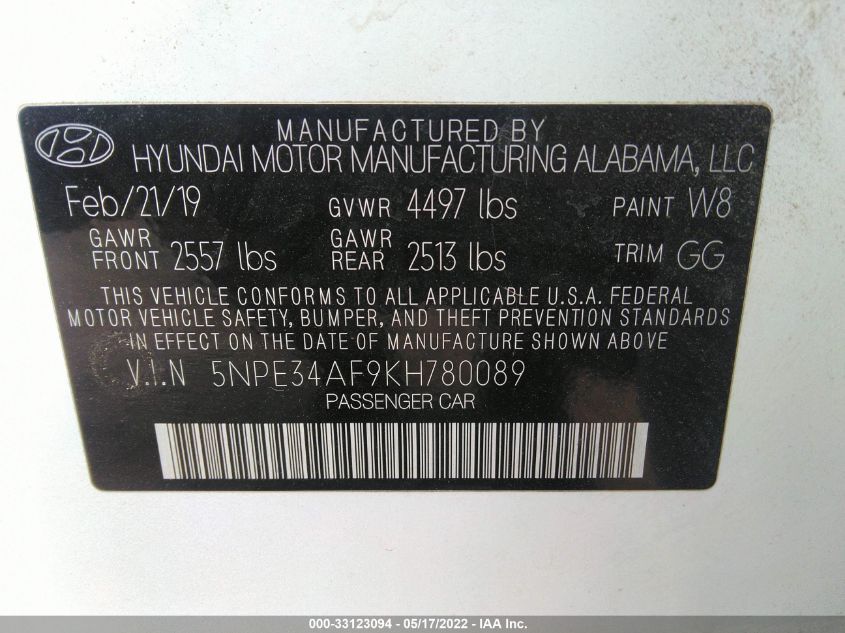 MANUFACTURED BY
HYUNDAI MOTOR MANUFACTURING ALABAMA, LLC
Feb/21/19 GVWR 4497 lbs PAINT W8
GAWR FRONT 2557 lbs GAWR REAR 2513 lbs TRIM GG
THIS VEHICLE CONFORMS TO ALL APPLICABLE U.S.A. FEDERAL
MOTOR VEHICLE SAFETY, BUMPER, AND THEFT PREVENTION STANDARDS
IN EFFECT ON THE DATE OF MANUFACTURE SHOWN ABOVE
V.I.N 5NPE34AF9KH780089
PASSENGER CAR
000-33123094 - 05/17/2022 - IAA Inc.